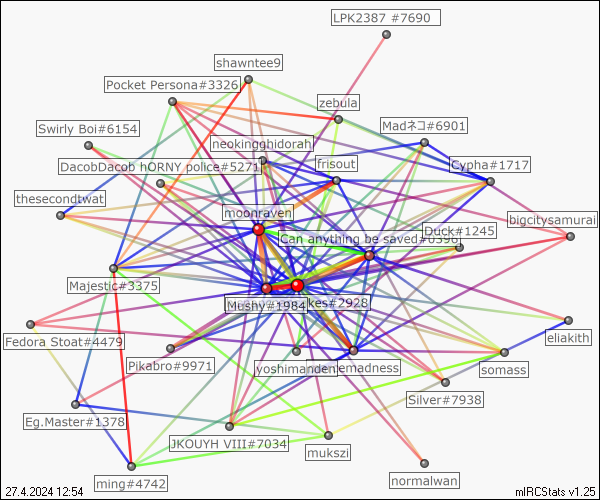 LPK2387 #7690
shawntee9
Pocket Persona#3326
zebula
Madネコ#6901
Swirly Boi#6154
neokingghidorah
DacobDacob hORNY police#5271
frisout
Cypha#1717
thesecondtwat
moonraven
bigcitysamurai
Duck#1245
Can anything be saved#0398
Majestic#3375
Mushy#1984
kes#2928
Fedora Stoat#4479
eliakith
Pikabro#9971
yoshimanden
remadness
somass
Silver#7938
Eg.Master#1378
JKOUYH VIII#7034
mukszi
ming#4742
normalwan
27.4.2024 12:54
mIRCStats v1.25